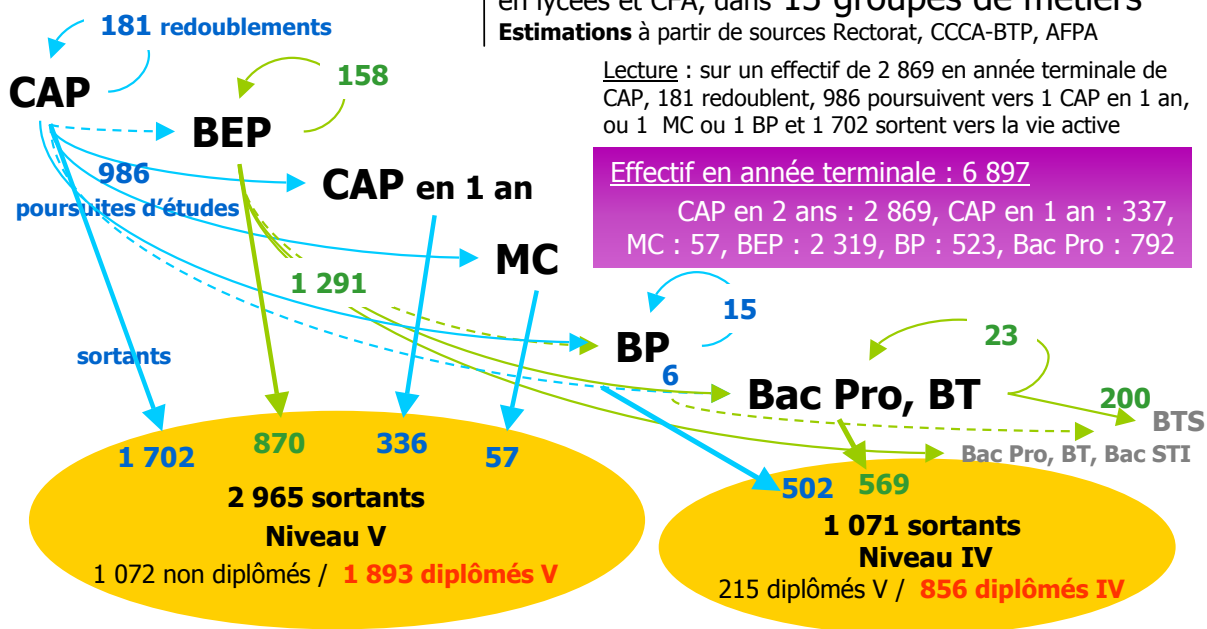 en lycées et CFA, dans 15 groupes de métiers
Estimations à partir de sources Rectorat, CCCA-BTP, AFPA
181 redoublements
Lecture : sur un effectif de 2 869 en année terminale de
CAP, 181 redoublent, 986 poursuivent vers 1 CAP en 1 an,
ou 1 MC ou 1 BP et 1 702 sortent vers la vie active
158
CAP
BEP
986
poursuites d'études
CAP en 1 an
Effectif en année terminale : 6 897
CAP en 2 ans : 2 869, CAP en 1 an : 337,
MC : 57, BEP : 2 319, BP : 523, Bac Pro : 792
MC
1 291
15
BP
6
23
sortants
Bac Pro, BT
200
BTS
Bac Pro, BT, Bac STI
1 702
870
336
57
2 965 sortants
Niveau V
1 072 non diplômés / 1 893 diplômés V
502
569
1 071 sortants
Niveau IV
215 diplômés V / 856 diplômés IV